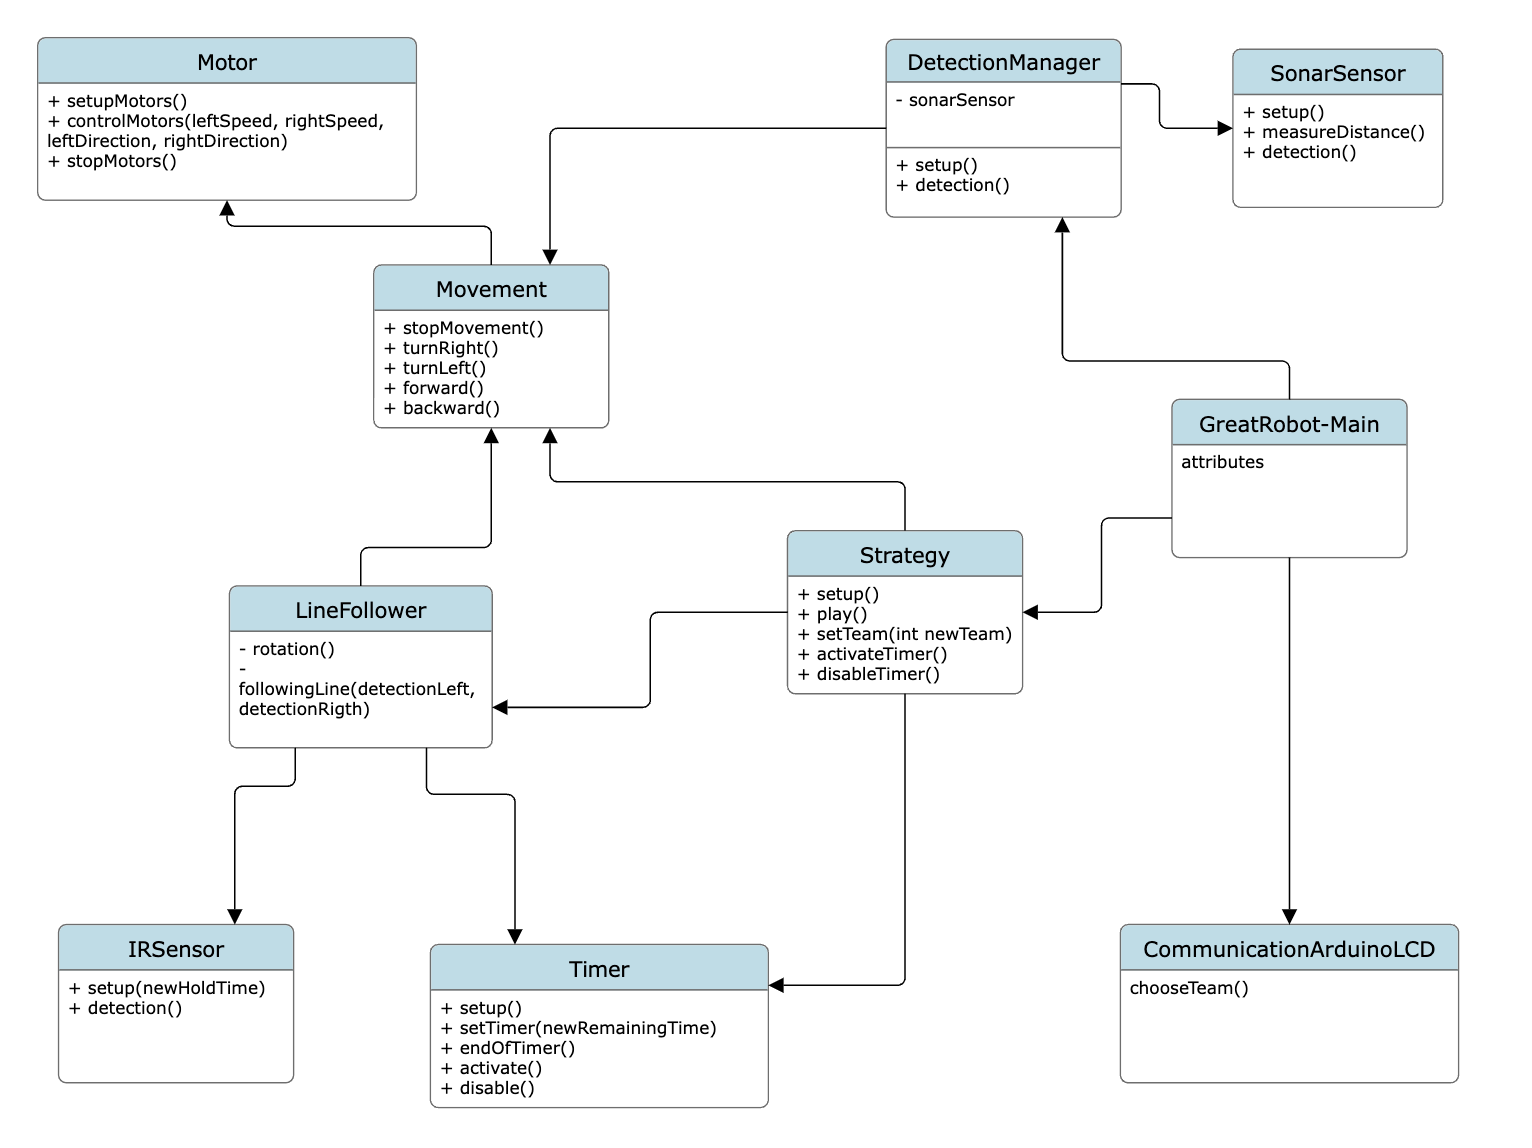 Motor
+ setupMotors()
+ controlMotors(leftSpeed, rightSpeed,
leftDirection, rightDirection)
+ stopMotors()
DetectionManager
- sonarSensor
+ setup()
+ detection()
SonarSensor
+ setup()
+ measureDistance()
+ detection()
Movement
+ stopMovement()
+ turnRight()
+ turnLeft()
+ forward()
+ backward()
GreatRobot-Main
attributes
Strategy
+ setup()
+ play()
+ setTeam(int newTeam)
+ activateTimer()
+ disableTimer()
LineFollower
- rotation()
-
followingLine(detectionLeft,
detectionRigth)
IRSensor
+ setup(newHoldTime)
+ detection()
Timer
+ setup()
+ setTimer(newRemainingTime)
+ endOfTimer()
+ activate()
+ disable()
CommunicationArduinoLCD
chooseTeam()